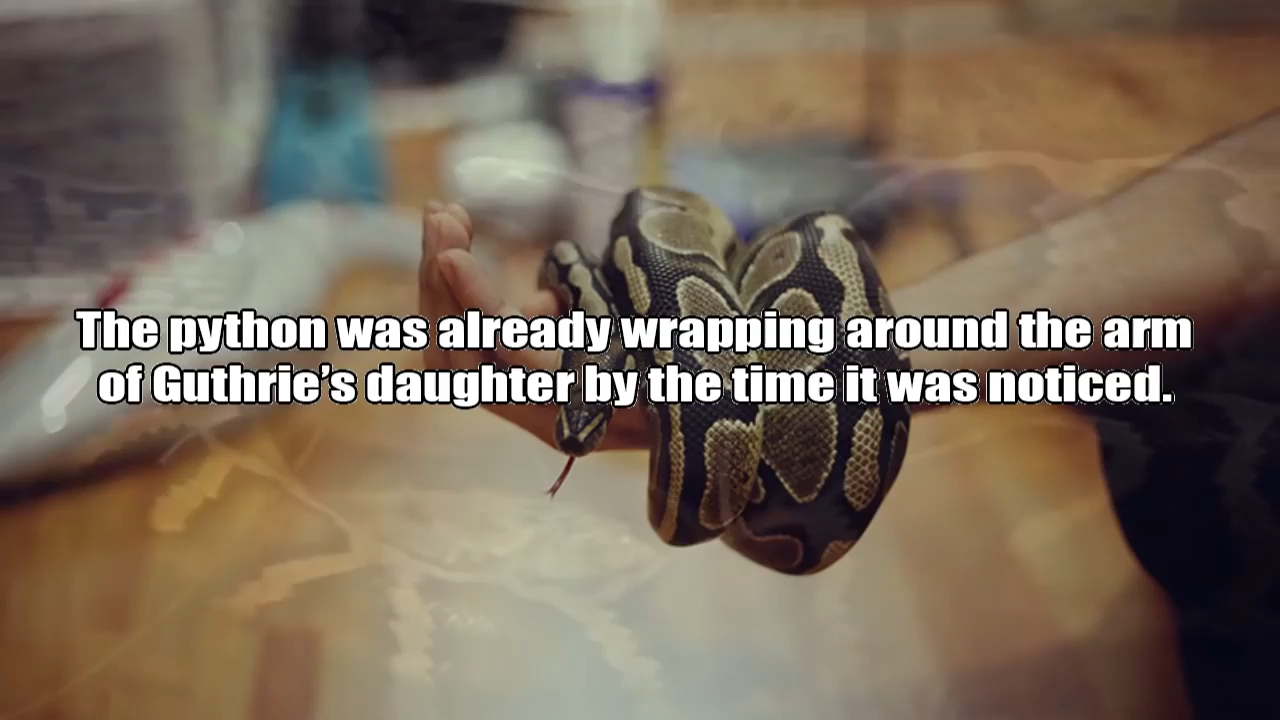 The python was already wrapping around the arm
of Guthrie’s daughter by the time it was noticed.